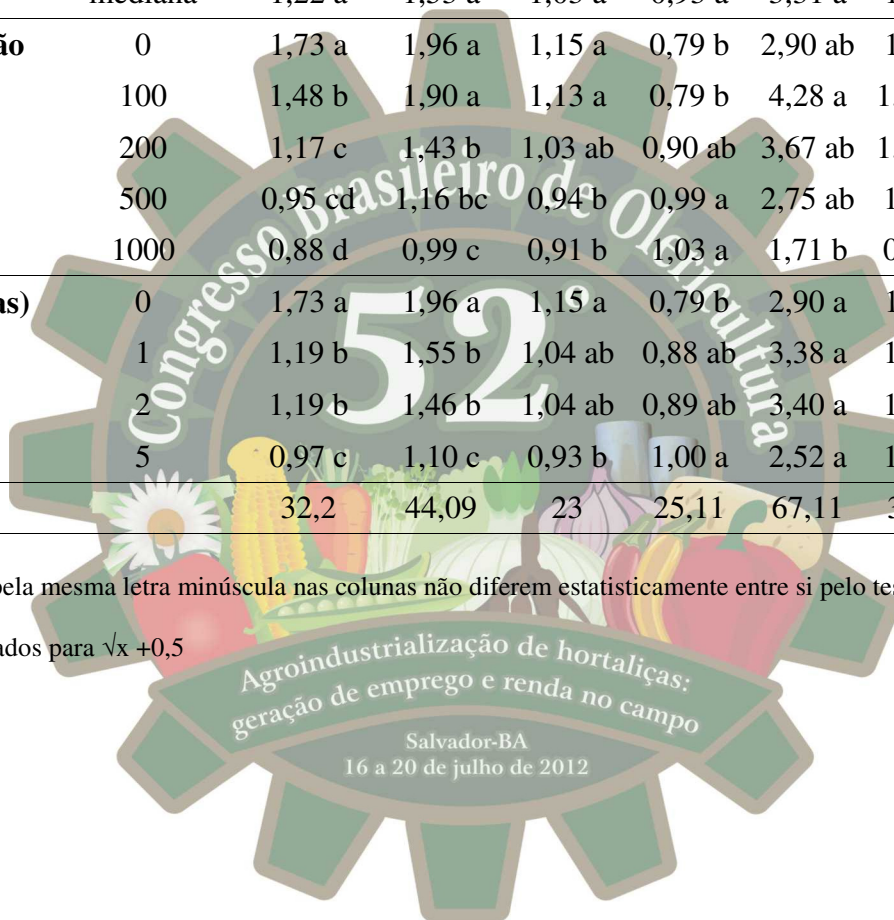 mediana 1,22 a
ão 0 1,73 a 1,96 a 1,15 a 0,79 b 2,90 ab 1
100 1,48 b 1,90 a 1,13 a 0,79 b 4,28 a 1
200 1,17 c 1,43 b 1,03 ab 0,90 ab 3,67 ab 1
500 0,95 cd 1,16 bc 0,94 b 0,99 a 2,75 ab 1
1000 0,88 d 0,99 c 0,91 b 1,03 a 1,71 b 0
as) 0 1,73 a 1,96 a 1,15 a 0,79 b 2,90 a 1
1 1,19 b 1,55 b 1,04 ab 0,88 ab 3,38 a 1
2 1,19 b 1,46 b 1,04 ab 0,89 ab 3,40 a 1
5 0,97 c 1,10 c 0,93 b 1,00 a 2,52 a 1
32,2 44,09 23 25,11 67,11 3
pela mesma letra minúscula nas colunas não diferem estatisticamente entre si pelo tes
ados para √x +0,5
Congresso Brasileiro de Olericultura
52°
Agroindustrialização de hortaliças:
geração de emprego e renda no campo
Salvador-BA
16 a 20 de julho de 2012